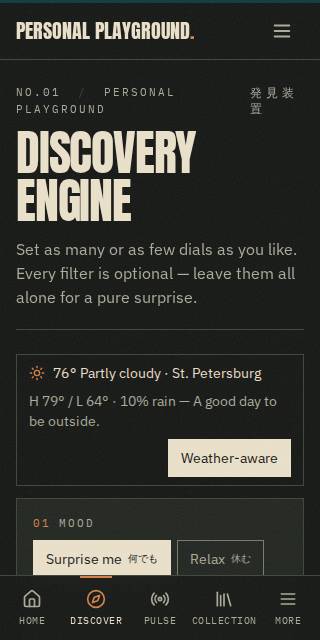 PERSONAL PLAYGROUND.
NO.01 / PERSONAL PLAYGROUND
発見装置
DISCOVERY
ENGINE
Set as many or as few dials as you like.
Every filter is optional — leave them all
alone for a pure surprise.
76° Partly cloudy · St. Petersburg
H 79° / L 64° · 10% rain — A good day to
be outside.
Weather-aware
01 MOOD
Surprise me 何でも
Relax 休む
HOME
DISCOVER
PULSE
COLLECTION
MORE